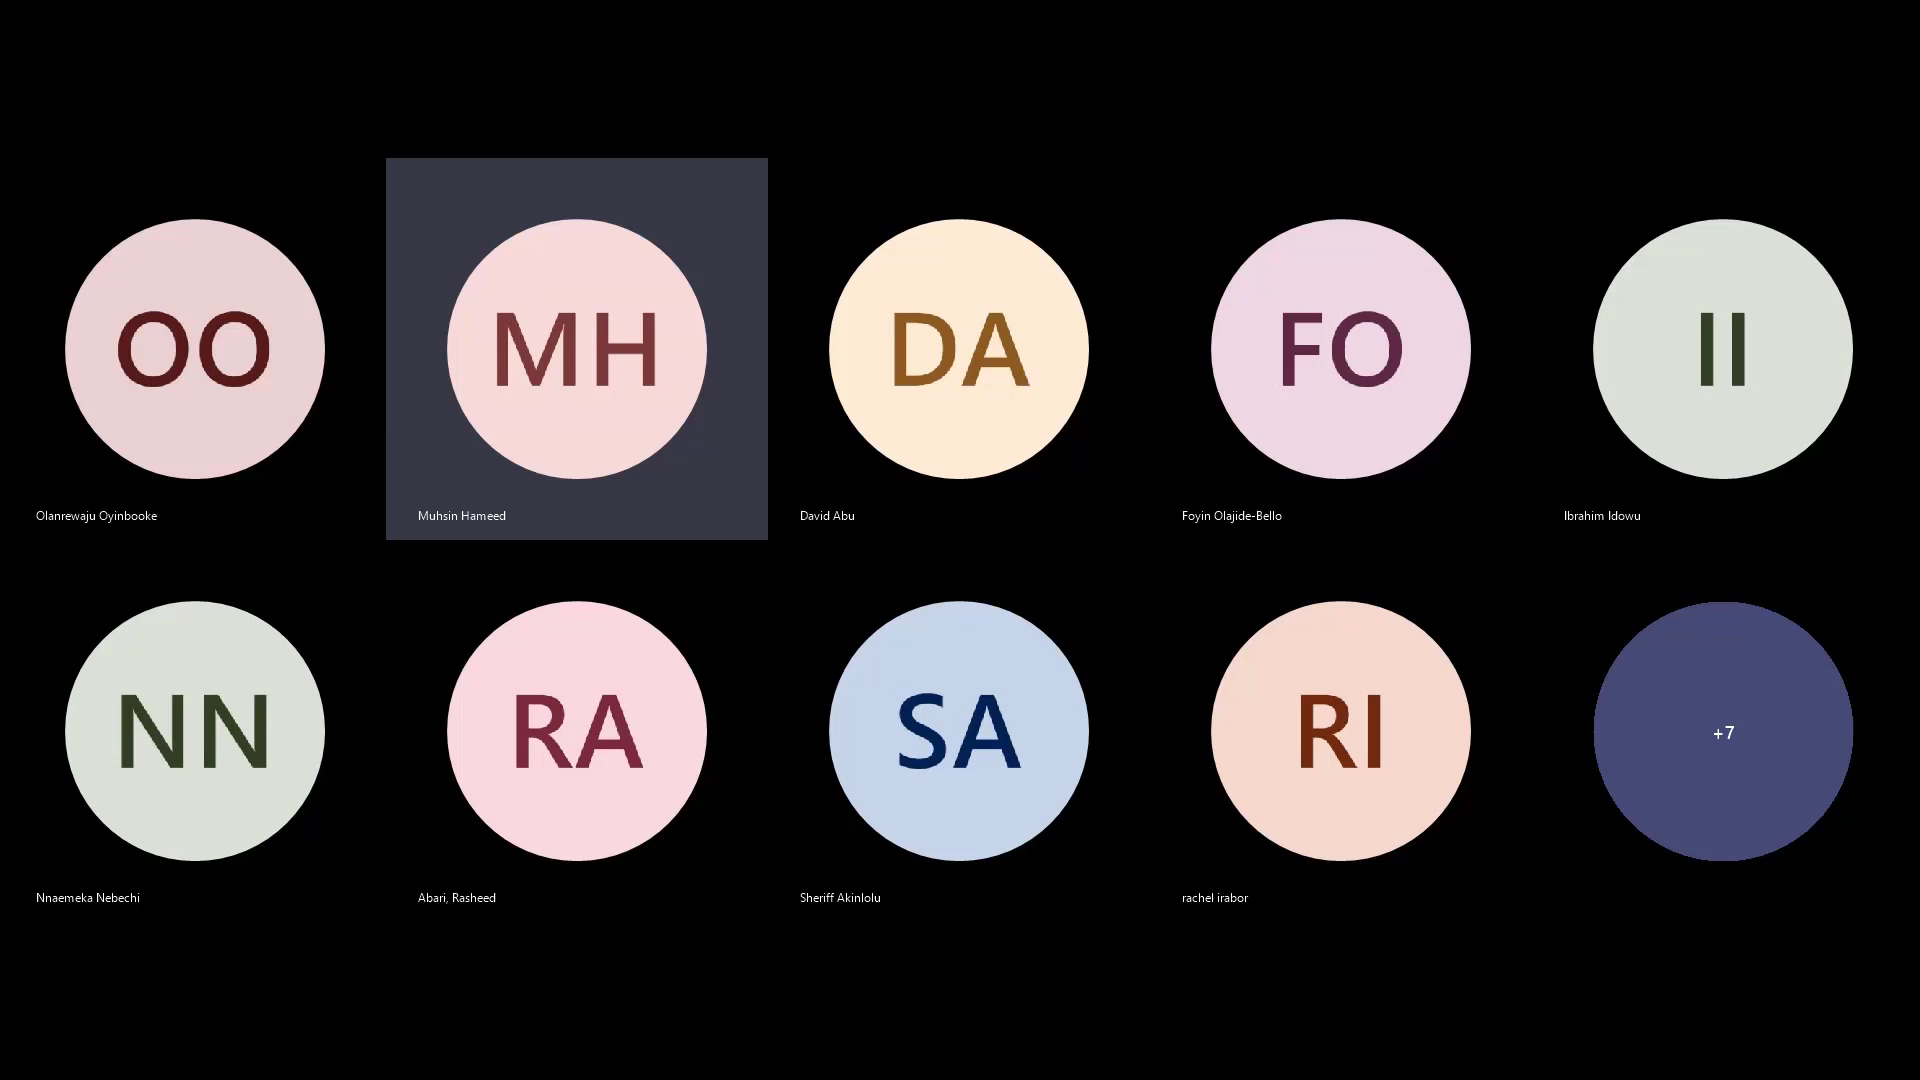 OO
MH
DA
FO
II
Olanrewaju Oyinbooke
Muhsin Hameed
David Abu
Foyin Olajide-Bello
Ibrahim Idowu
NN
RA
SA
RI
+7
Nnaemeka Nebechi
Abari, Rasheed
Sheriff Akinlolu
rachel irabor